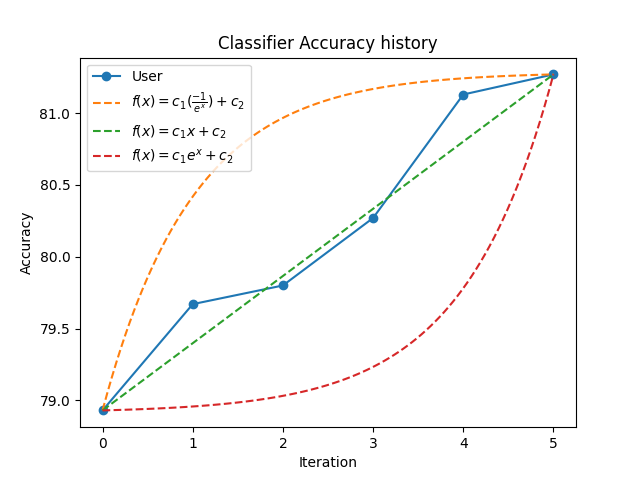 Classifier Accuracy history
User
f(x) = c₁(−1/eˣ) + c₂
f(x) = c₁x + c₂
f(x) = c₁eˣ + c₂
81.0
80.5
80.0
79.5
79.0
Accuracy
0 1 2 3 4 5
Iteration